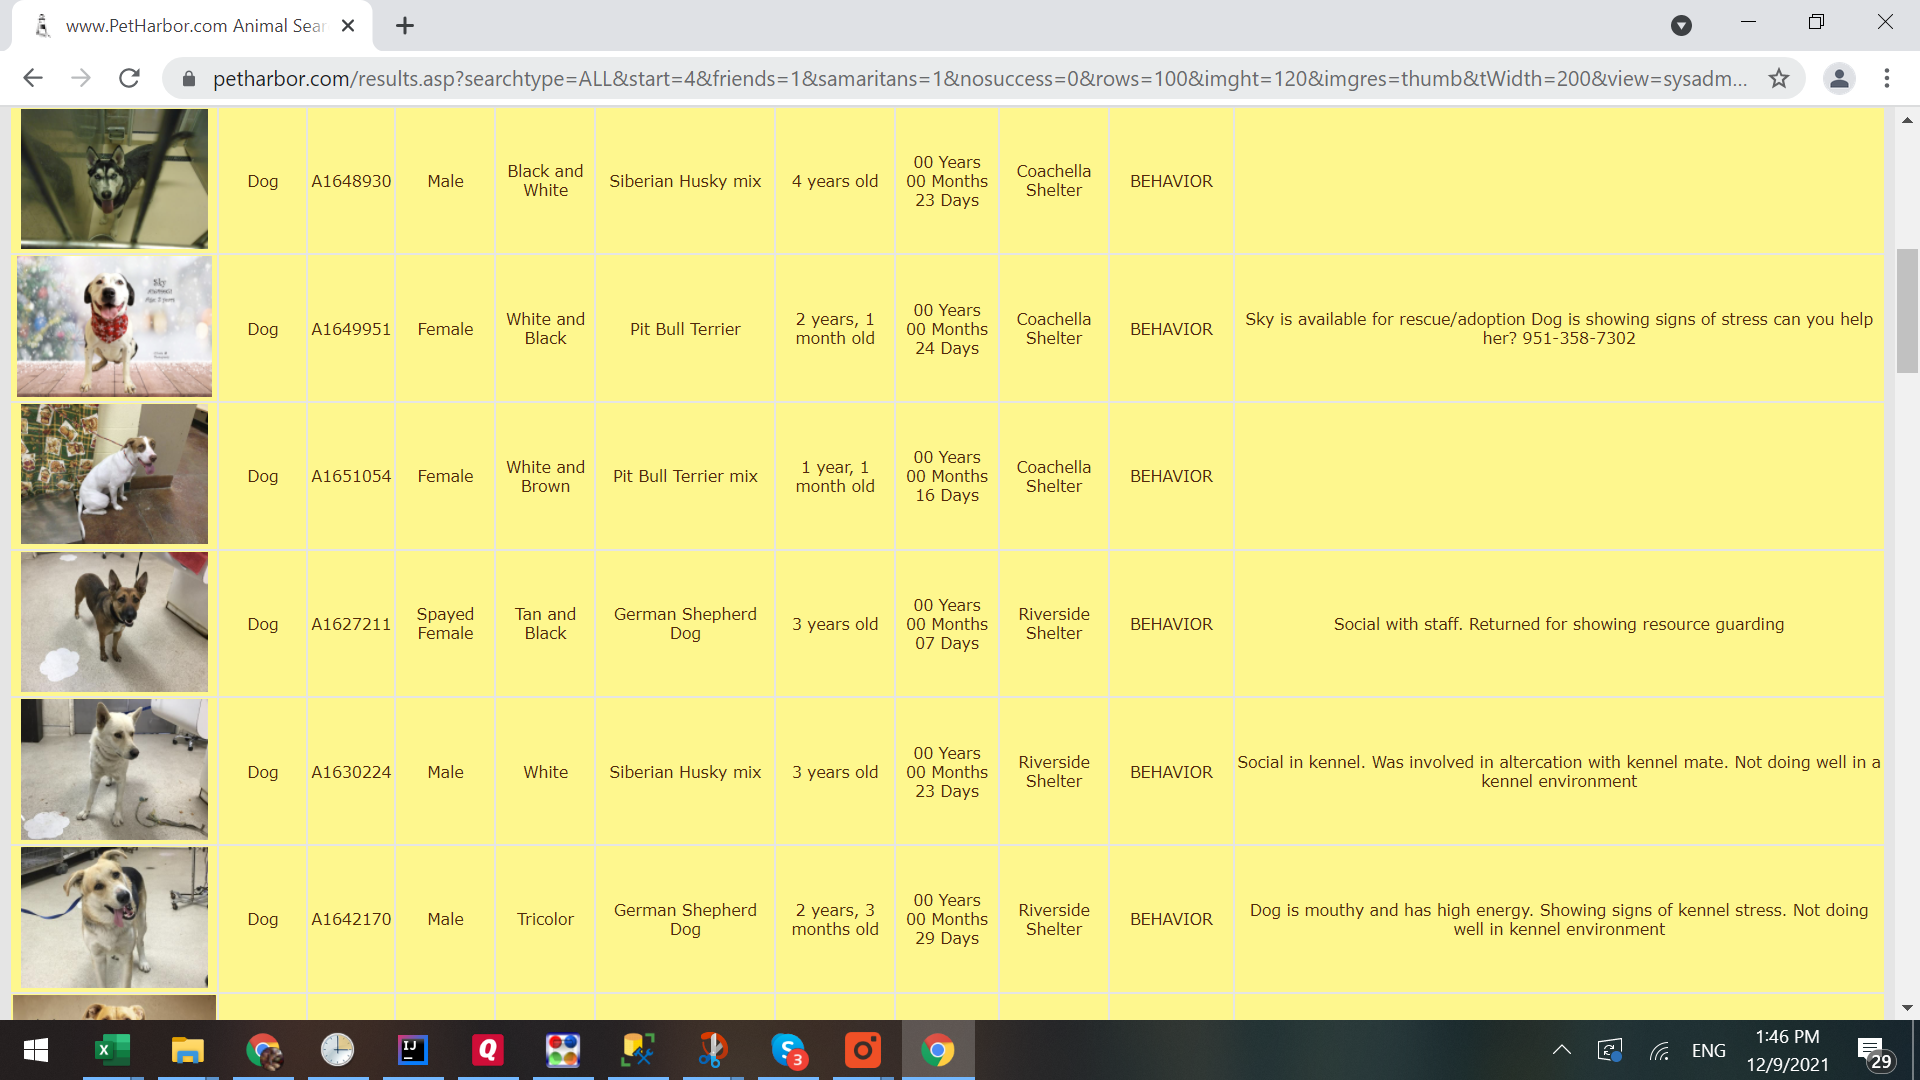 www.PetHarbor.com Animal Sear
petharbor.com/results.asp?searchtype=ALL&start=4&friends=1&samaritans=1&nosuccess=0&rows=100&imght=120&imgres=thumb&tWidth=200&view=sysadm...
Dog
A1648930
Male
Black and
White
Siberian Husky mix
4 years old
00 Years
00 Months
23 Days
Coachella
Shelter
BEHAVIOR
Sky
Dog
A1649951
Female
White and
Black
Pit Bull Terrier
2 years, 1
month old
00 Years
00 Months
24 Days
Coachella
Shelter
BEHAVIOR
Sky is available for rescue/adoption Dog is showing signs of stress can you help
her? 951-358-7302
Dog
A1651054
Female
White and
Brown
Pit Bull Terrier mix
1 year, 1
month old
00 Years
00 Months
16 Days
Coachella
Shelter
BEHAVIOR
Dog
A1627211
Spayed
Female
Tan and
Black
German Shepherd
Dog
3 years old
00 Years
00 Months
07 Days
Riverside
Shelter
BEHAVIOR
Social with staff. Returned for showing resource guarding
Dog
A1630224
Male
White
Siberian Husky mix
3 years old
00 Years
00 Months
23 Days
Riverside
Shelter
BEHAVIOR
Social in kennel. Was involved in altercation with kennel mate. Not doing well in a
kennel environment
Dog
A1642170
Male
Tricolor
German Shepherd
Dog
2 years, 3
months old
00 Years
00 Months
29 Days
Riverside
Shelter
BEHAVIOR
Dog is mouthy and has high energy. Showing signs of kennel stress. Not doing
well in kennel environment
X
IJ
Q
S
3
ENG
1:46 PM
12/9/2021
29